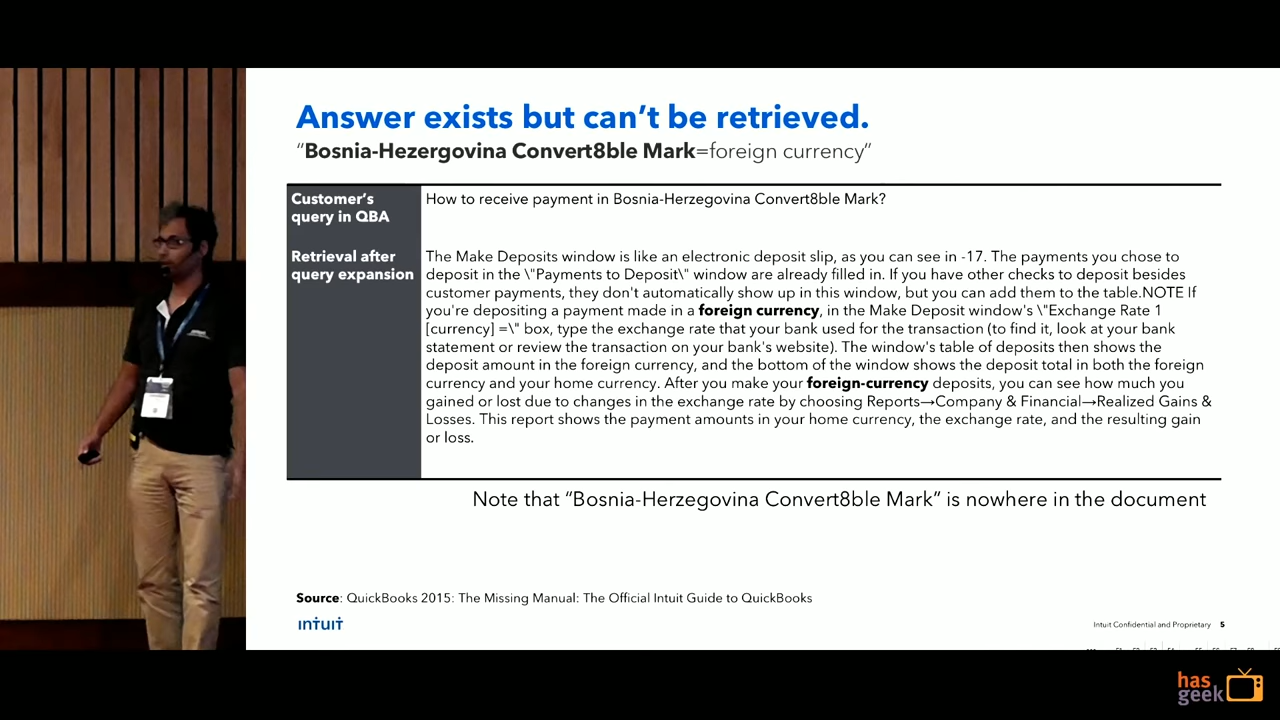 Answer exists but can’t be retrieved.
“Bosnia-Hezergovina Convert8ble Mark=foreign currency”
Customer’s
query in QBA
How to receive payment in Bosnia-Herzegovina Convert8ble Mark?
Retrieval after
query expansion
The Make Deposits window is like an electronic deposit slip, as you can see in -17. The payments you chose to
deposit in the \"Payments to Deposit\" window are already filled in. If you have other checks to deposit besides
customer payments, they don't automatically show up in this window, but you can add them to the table.NOTE If
you're depositing a payment made in a foreign currency, in the Make Deposit window's \"Exchange Rate 1
[currency] =\" box, type the exchange rate that your bank used for the transaction (to find it, look at your bank
statement or review the transaction on your bank's website). The window's table of deposits then shows the
deposit amount in the foreign currency, and the bottom of the window shows the deposit total in both the foreign
currency and your home currency. After you make your foreign-currency deposits, you can see how much you
gained or lost due to changes in the exchange rate by choosing Reports→Company & Financial→Realized Gains &
Losses. This report shows the payment amounts in your home currency, the exchange rate, and the resulting gain
or loss.
Note that “Bosnia-Herzegovina Convert8ble Mark” is nowhere in the document
Source: QuickBooks 2015: The Missing Manual: The Official Intuit Guide to QuickBooks
intuit
Intuit Confidential and Proprietary 5
has
geek